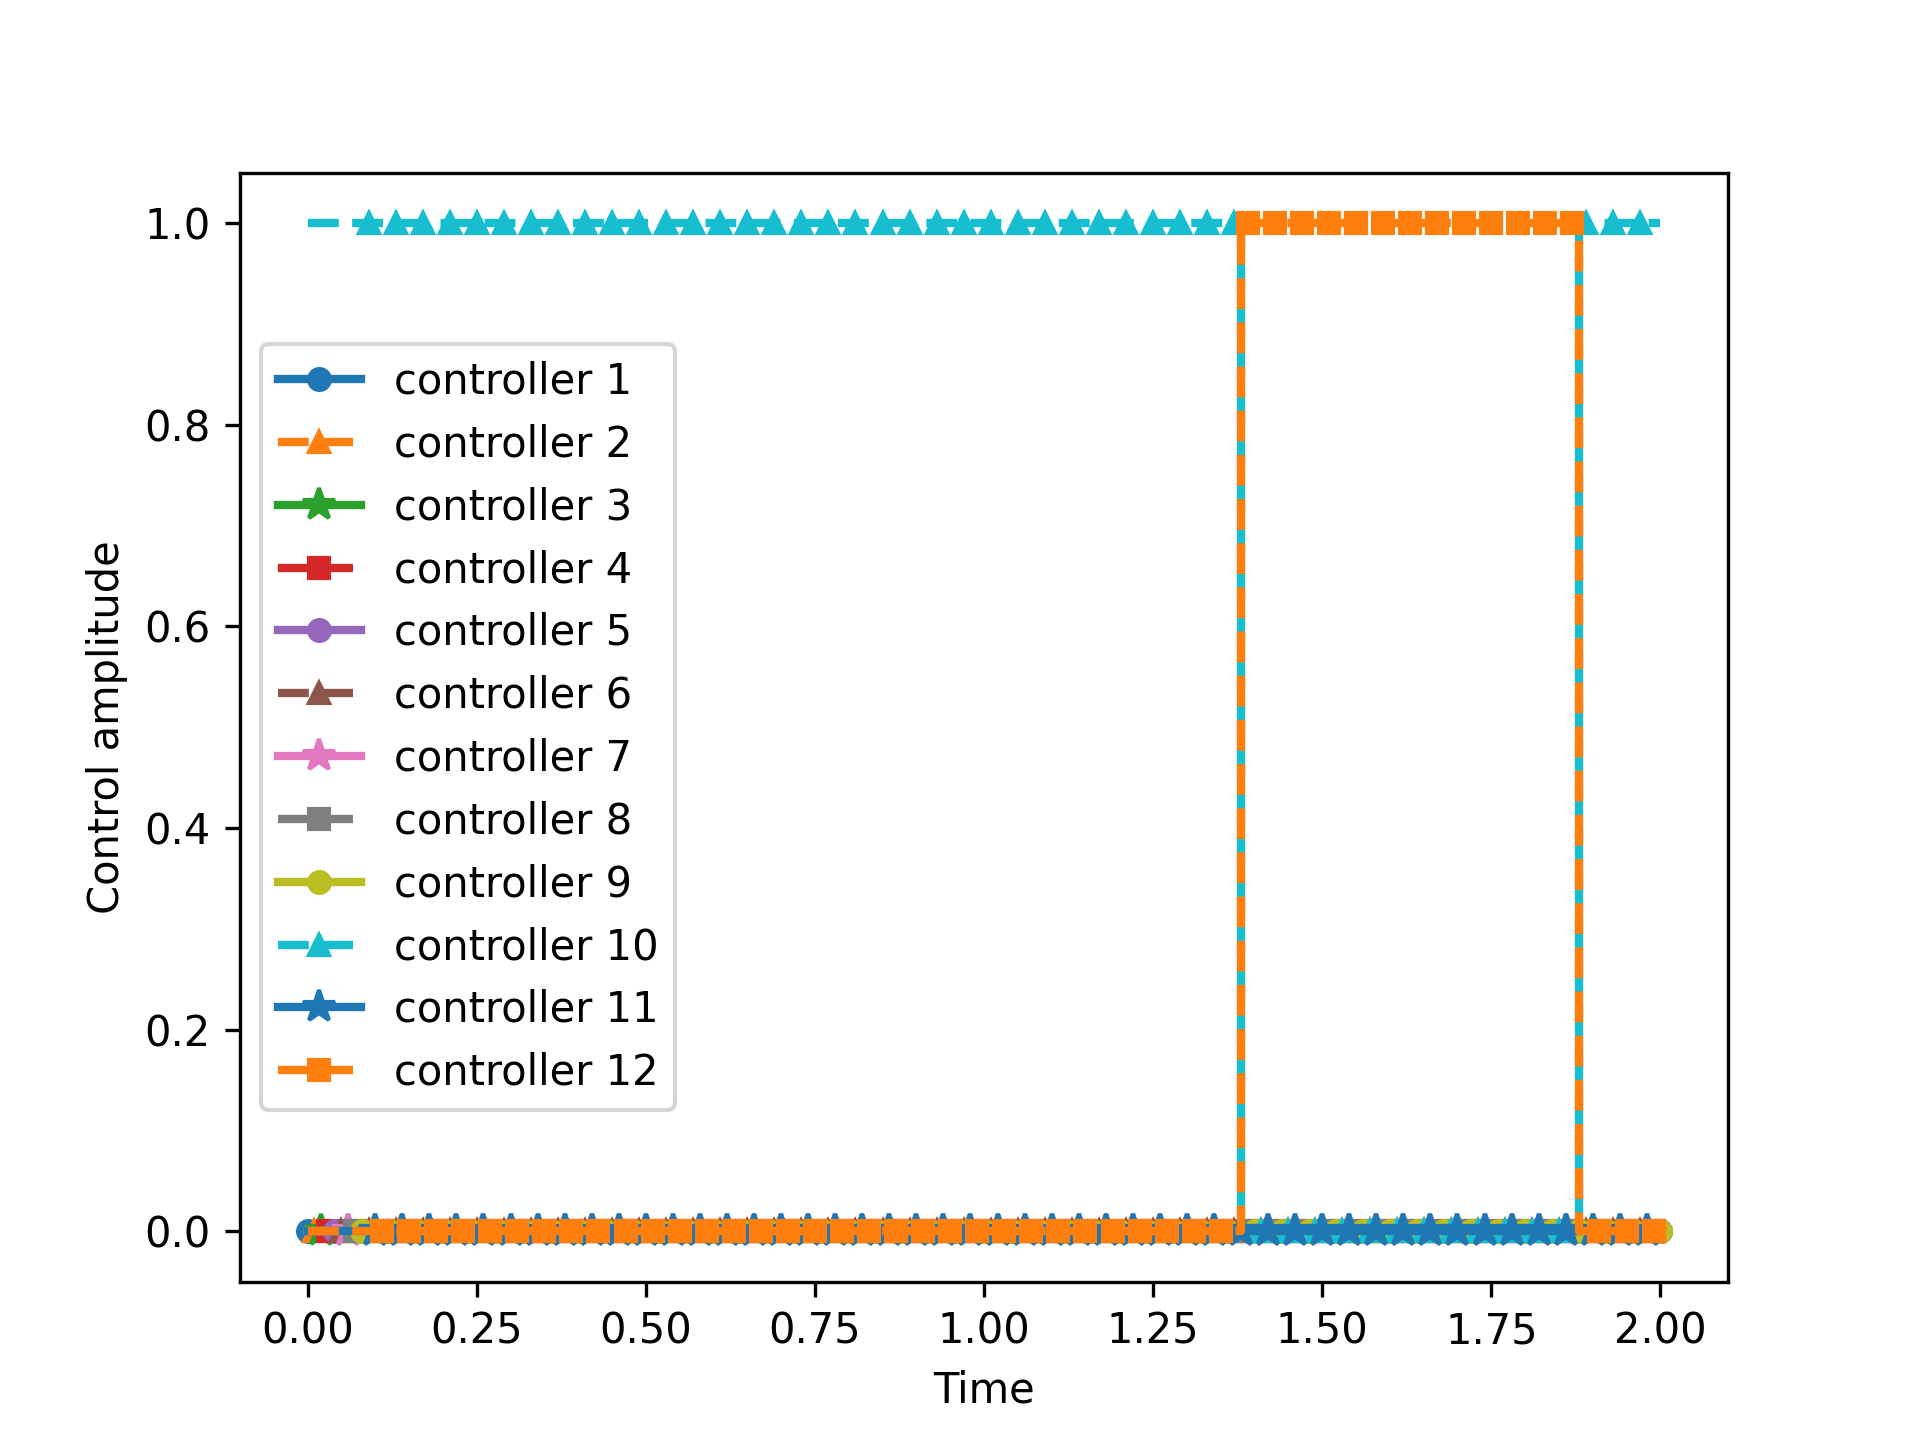 1.0
0.8
0.6
0.4
0.2
0.0
Control amplitude
controller 1
controller 2
controller 3
controller 4
controller 5
controller 6
controller 7
controller 8
controller 9
controller 10
controller 11
controller 12
0.00 0.25 0.50 0.75 1.00 1.25 1.50 1.75 2.00
Time